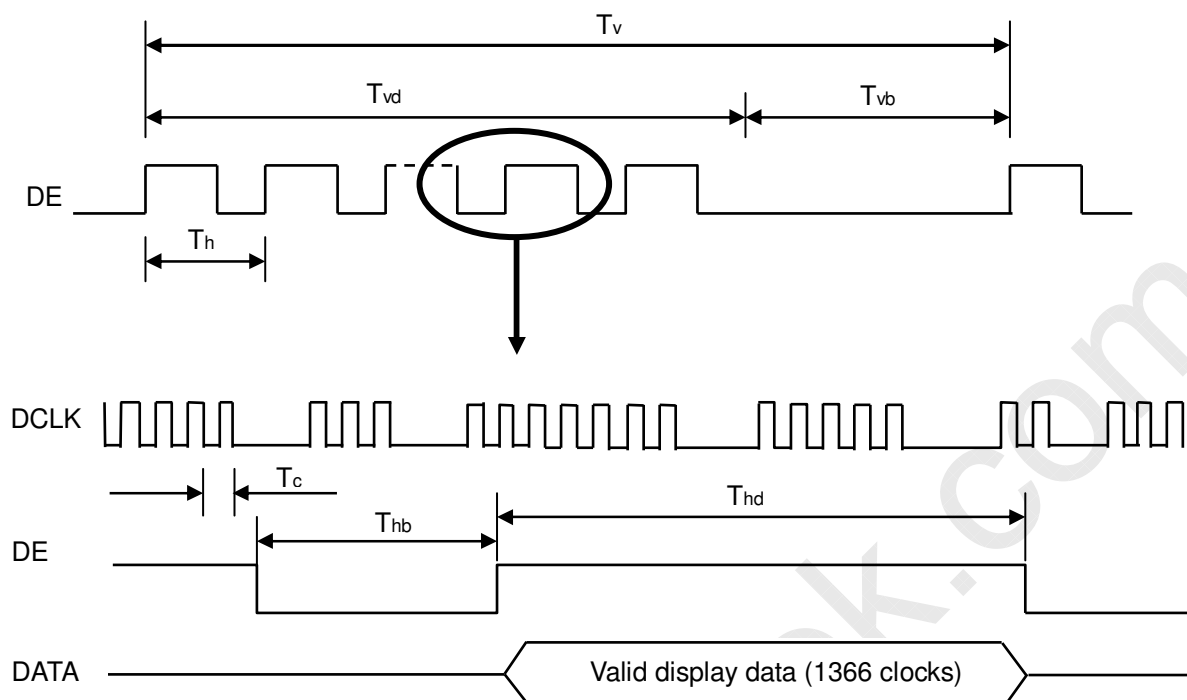 Tv
Tvd
Tvb
DE
Th
DCLK
Tc
Thd
Thb
DE
DATA
Valid display data (1366 clocks)